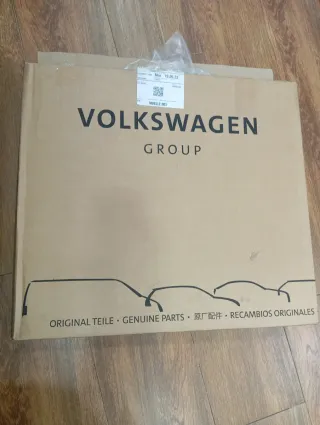 VOLKSWAGEN
GROUP
ORIGINAL TEILE · GENUINE PARTS · 原厂配件 · RECAMBIOS ORIGINALES